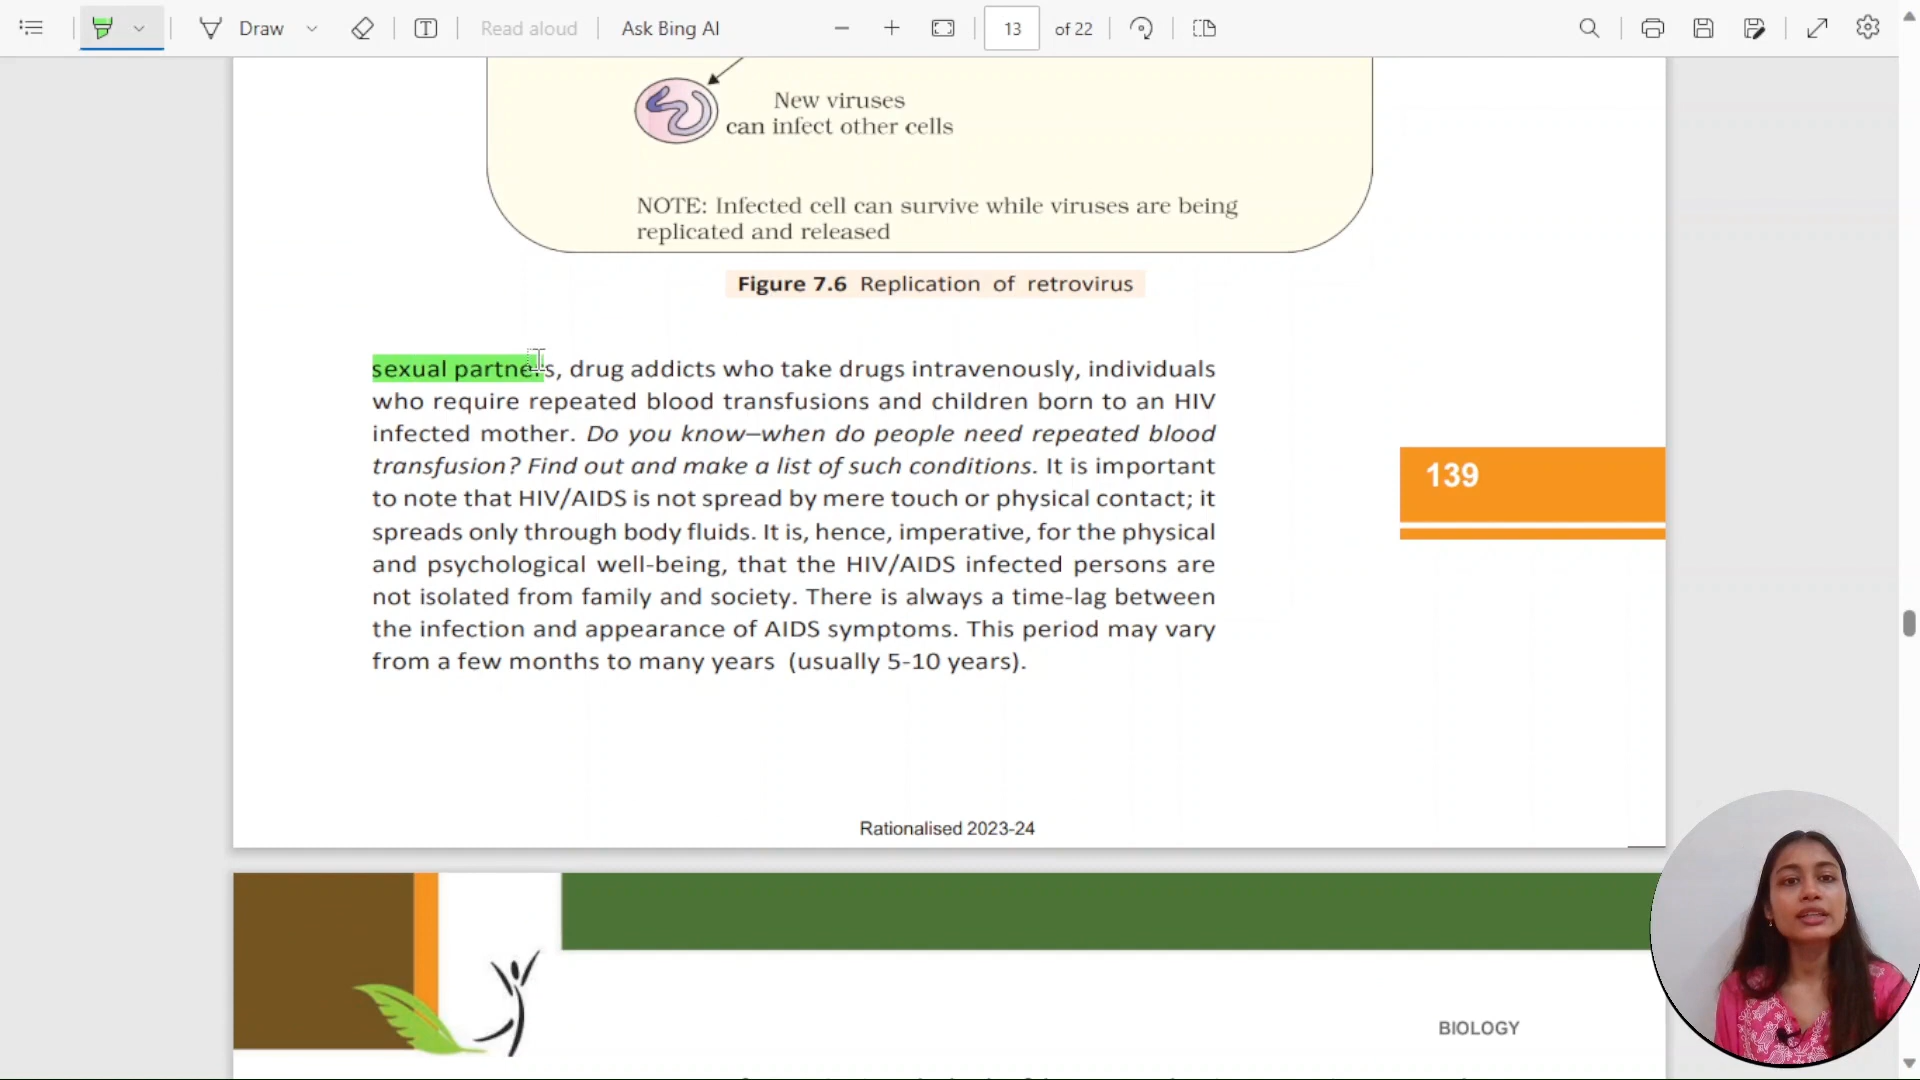 Draw
Read aloud
Ask Bing AI
13
of 22
New viruses
can infect other cells
NOTE: Infected cell can survive while viruses are being
replicated and released
Figure 7.6 Replication of retrovirus
sexual partners, drug addicts who take drugs intravenously, individuals
who require repeated blood transfusions and children born to an HIV
infected mother. Do you know–when do people need repeated blood
transfusion? Find out and make a list of such conditions. It is important
to note that HIV/AIDS is not spread by mere touch or physical contact; it
spreads only through body fluids. It is, hence, imperative, for the physical
and psychological well-being, that the HIV/AIDS infected persons are
not isolated from family and society. There is always a time-lag between
the infection and appearance of AIDS symptoms. This period may vary
from a few months to many years (usually 5-10 years).
139
Rationalised 2023-24
BIOLOGY